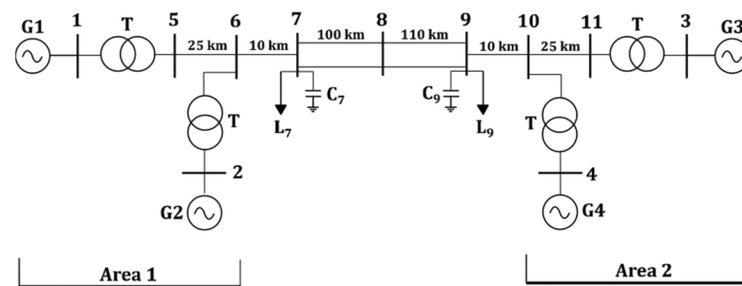 G1 1 T 5 6 7 8 9 10 11 T 3 G3
25 km 10 km 100 km 110 km 10 km 25 km
C7 C9
T L7 L9 T
2 4
G2 G4
Area 1 Area 2